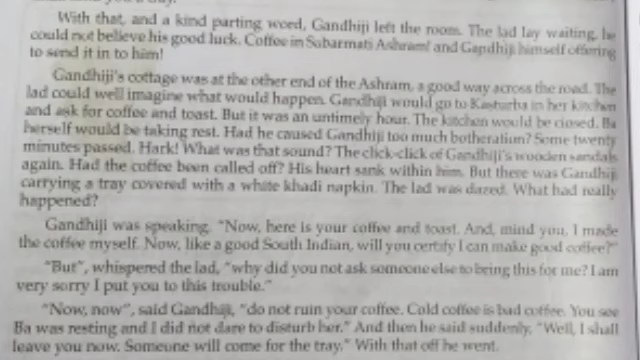 With that, and a kind parting word, Gandhiji left the room. The lad lay waiting, he
could not believe his good luck. Coffee in Sabarmati Ashram! and Gandhiji himself offering
to send it in to him!
Gandhiji's cottage was at the other end of the Ashram, a good way across the road. The
lad could well imagine what would happen. Gandhiji would go to Kasturba in her kitchen
and ask for coffee and toast. But it was an untimely hour. The kitchen would be closed. Ba
herself would be taking rest. Had he caused Gandhiji too much botheration? Some twenty
minutes passed. Hark! What was that sound? The click-click of Gandhiji's wooden sandals
again. Had the coffee been called off? His heart sank within him. But there was Gandhiji
carrying a tray covered with a white khadi napkin. The lad was dazed. What had really
happened?
Gandhiji was speaking. "Now, here is your coffee and toast. And, mind you, I made
the coffee myself. Now, like a good South Indian, will you certify I can make good coffee?"
"But", whispered the lad, "why did you not ask someone else to bring this for me? I am
very sorry I put you to this trouble."
"Now, now", said Gandhiji, "do not ruin your coffee. Cold coffee is bad coffee. You see
Ba was resting and I did not dare to disturb her." And then he said suddenly, "Well, I shall
leave you now. Someone will come for the tray." With that off he went.